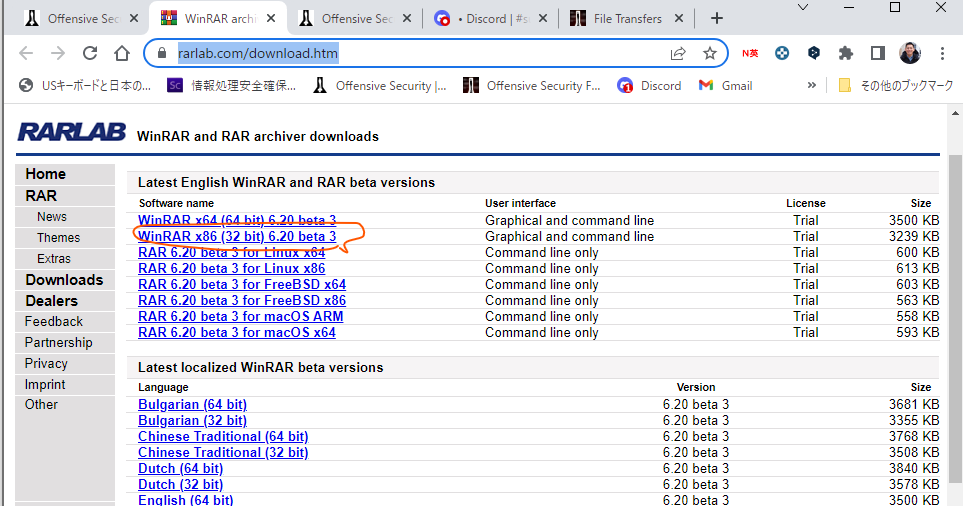 Offensive Sec
WinRAR archi
Offensive Sec
• Discord | #s
File Transfers
rarlab.com/download.htm
N英
USキーボードと日本の...
Sc 情報処理安全確保...
Offensive Security |...
Offensive Security F...
1 Discord
Gmail
»
その他のブックマーク
RARLAB WinRAR and RAR archiver downloads
Home
RAR
News
Themes
Extras
Downloads
Dealers
Feedback
Partnership
Privacy
Imprint
Other
Latest English WinRAR and RAR beta versions
Software name User interface License Size
WinRAR x64 (64 bit) 6.20 beta 3 Graphical and command line Trial 3500 KB
WinRAR x86 (32 bit) 6.20 beta 3 Graphical and command line Trial 3239 KB
RAR 6.20 beta 3 for Linux x64 Command line only Trial 600 KB
RAR 6.20 beta 3 for Linux x86 Command line only Trial 613 KB
RAR 6.20 beta 3 for FreeBSD x64 Command line only Trial 603 KB
RAR 6.20 beta 3 for FreeBSD x86 Command line only Trial 563 KB
RAR 6.20 beta 3 for macOS ARM Command line only Trial 558 KB
RAR 6.20 beta 3 for macOS x64 Command line only Trial 593 KB
Latest localized WinRAR beta versions
Language Version Size
Bulgarian (64 bit) 6.20 beta 3 3681 KB
Bulgarian (32 bit) 6.20 beta 3 3355 KB
Chinese Traditional (64 bit) 6.20 beta 3 3768 KB
Chinese Traditional (32 bit) 6.20 beta 3 3508 KB
Dutch (64 bit) 6.20 beta 3 3840 KB
Dutch (32 bit) 6.20 beta 3 3578 KB
English (64 bit) 6.20 beta 3 3500 KB